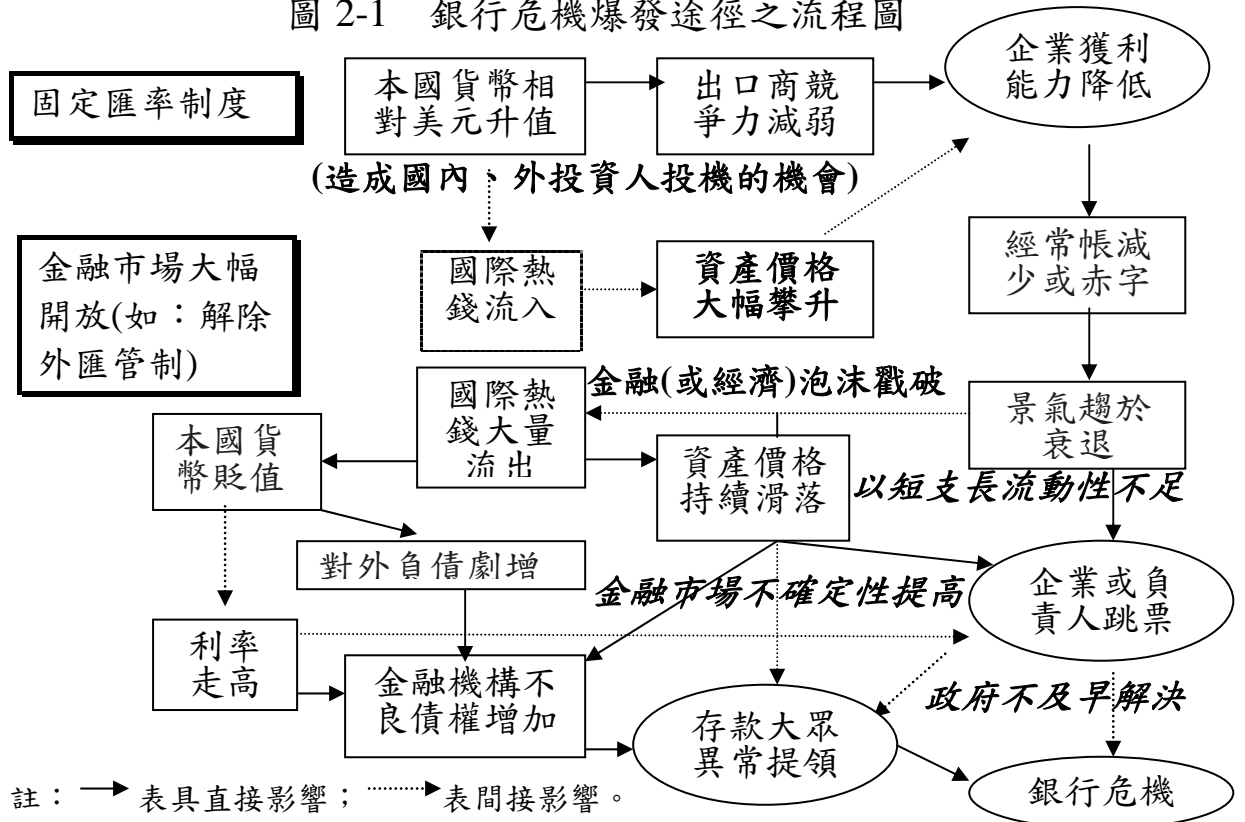 圖 2-1 銀行危機爆發途徑之流程圖
固定匯率制度
本國貨幣相
對美元升值
出口商競
爭力減弱
企業獲利
能力降低
(造成國內、外投資人投機的機會)
金融市場大幅
開放(如：解除
外匯管制)
國際熱
錢流入
資產價格
大幅攀升
經常帳減
少或赤字
金融(或經濟)泡沫戳破
國際熱
錢大量
流出
本國貨
幣貶值
資產價格
持續滑落
景氣趨於
衰退
以短支長流動性不足
對外負債劇增
金融市場不確定性提高
企業或負
責人跳票
利率
走高
金融機構不
良債權增加
存款大眾
異常提領
政府不及早解決
銀行危機
註： 表具直接影響； 表間接影響。